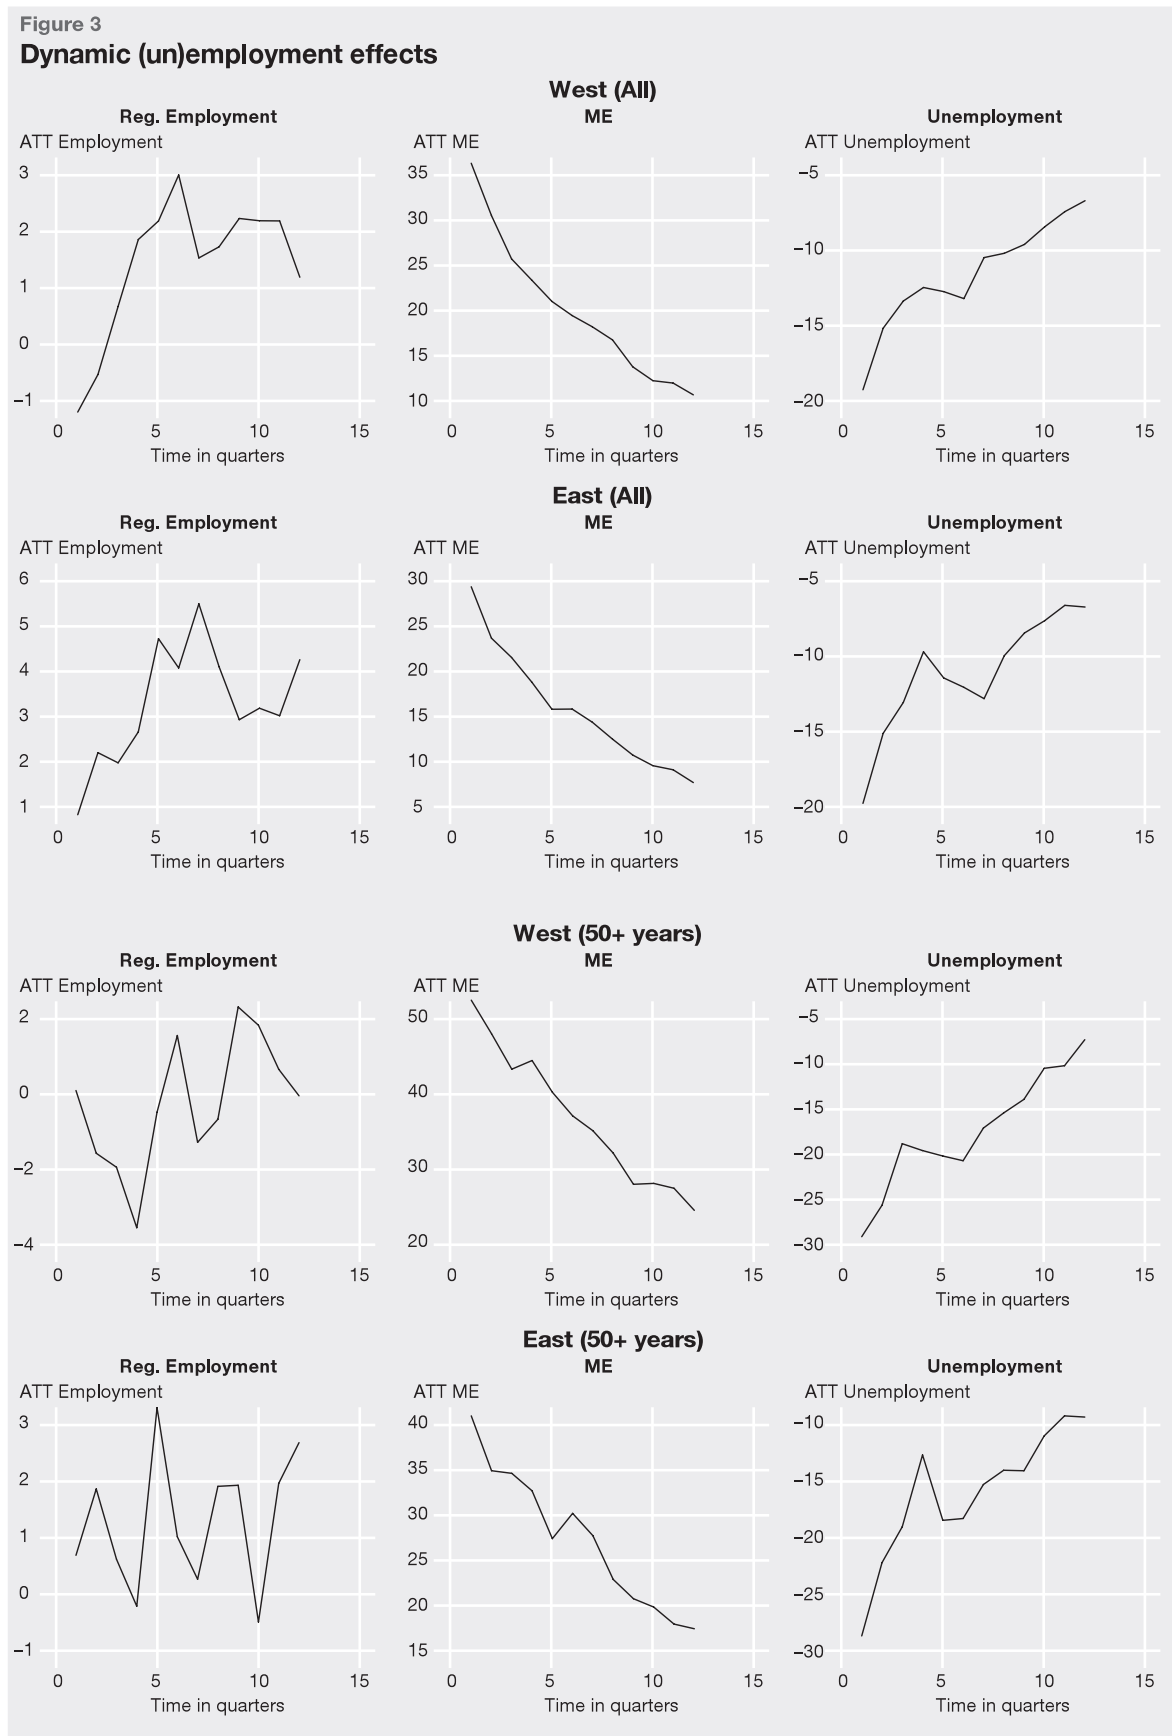 Figure 3
Dynamic (un)employment effects
West (All)
Reg. Employment ME Unemployment
ATT Employment ATT ME ATT Unemployment
3 35 −5
2 30 −10
1 25 −15
0 20 −20
−1 15
10
0 5 10 15 0 5 10 15 0 5 10 15
Time in quarters Time in quarters Time in quarters
East (All)
Reg. Employment ME Unemployment
ATT Employment ATT ME ATT Unemployment
6 30 −5
5 25 −10
4 20 −15
3 15 −20
2 10
1 5
0 5 10 15 0 5 10 15 0 5 10 15
Time in quarters Time in quarters Time in quarters
West (50+ years)
Reg. Employment ME Unemployment
ATT Employment ATT ME ATT Unemployment
2 50 −5
0 40 −10
−2 30 −15
−4 20 −20
−25
−30
0 5 10 15 0 5 10 15 0 5 10 15
Time in quarters Time in quarters Time in quarters
East (50+ years)
Reg. Employment ME Unemployment
ATT Employment ATT ME ATT Unemployment
3 40 −10
2 35 −15
1 30 −20
0 25 −25
−1 20 −30
15
0 5 10 15 0 5 10 15 0 5 10 15
Time in quarters Time in quarters Time in quarters